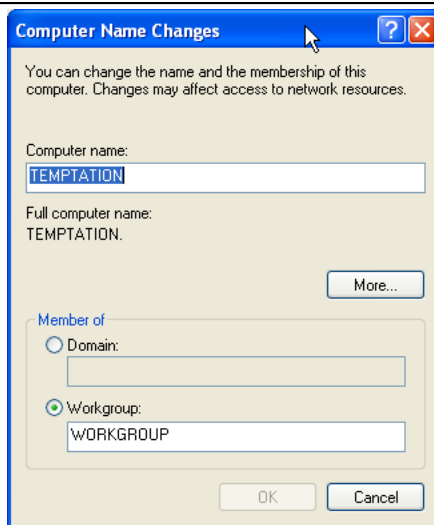 Computer Name Changes
You can change the name and the membership of this
computer. Changes may affect access to network resources.
Computer name:
TEMPTATION
Full computer name:
TEMPTATION.
More...
Member of
Domain:
Workgroup:
WORKGROUP
OK
Cancel